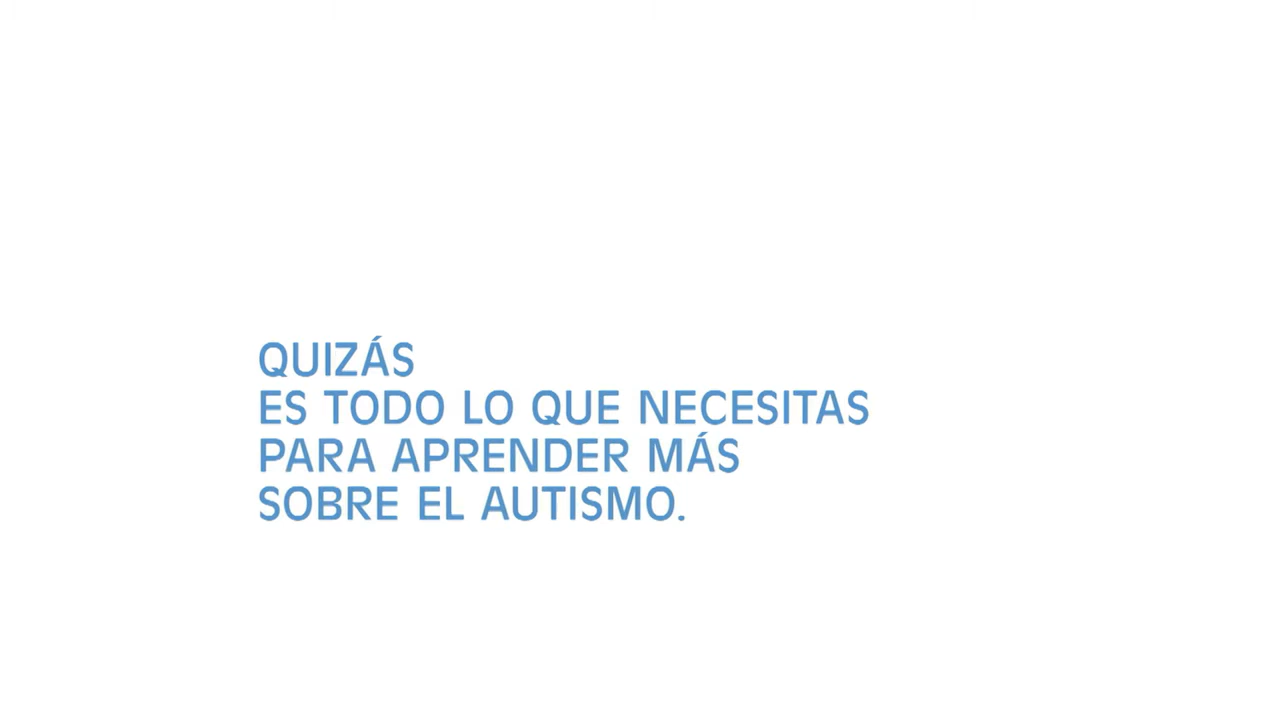 QUIZÁS
ES TODO LO QUE NECESITAS
PARA APRENDER MÁS
SOBRE EL AUTISMO.